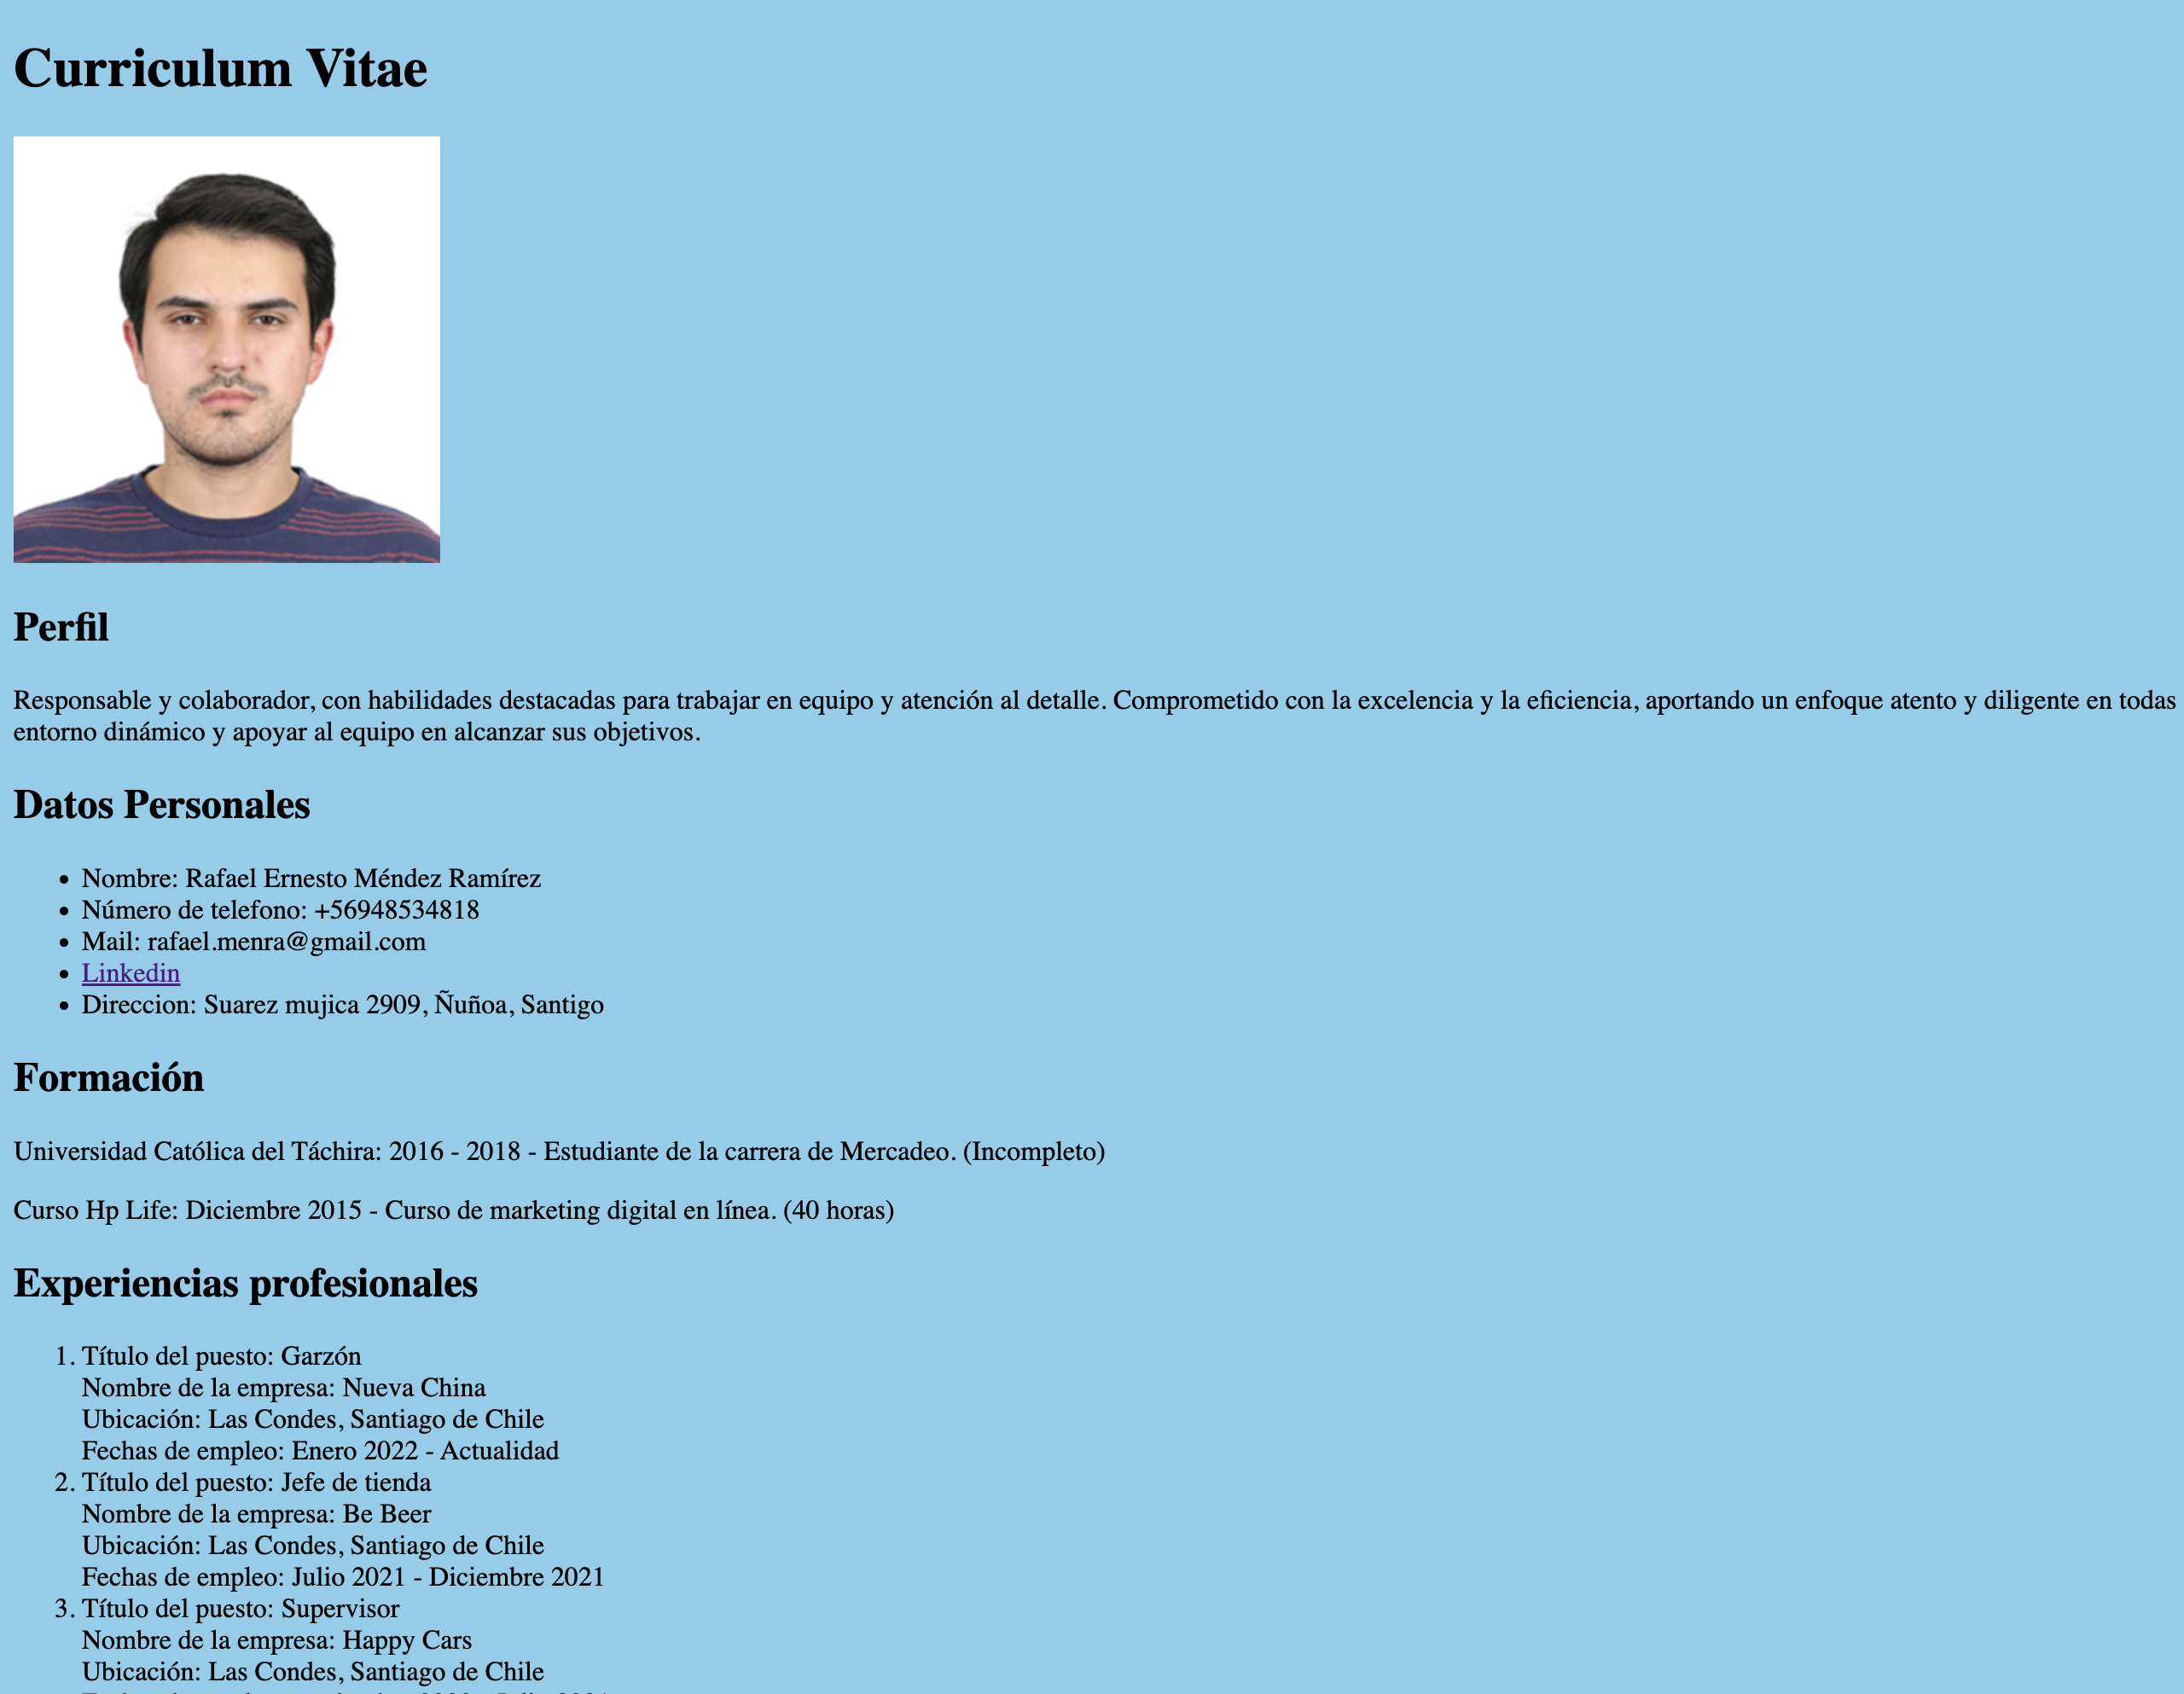 Curriculum Vitae
Perfil
Responsable y colaborador, con habilidades destacadas para trabajar en equipo y atención al detalle. Comprometido con la excelencia y la eficiencia, aportando un enfoque atento y diligente en todas
entorno dinámico y apoyar al equipo en alcanzar sus objetivos.
Datos Personales
• Nombre: Rafael Ernesto Méndez Ramírez
• Número de telefono: +56948534818
• Mail: rafael.menra@gmail.com
• Linkedin
• Direccion: Suarez mujica 2909, Ñuñoa, Santigo
Formación
Universidad Católica del Táchira: 2016 - 2018 - Estudiante de la carrera de Mercadeo. (Incompleto)
Curso Hp Life: Diciembre 2015 - Curso de marketing digital en línea. (40 horas)
Experiencias profesionales
1. Título del puesto: Garzón
Nombre de la empresa: Nueva China
Ubicación: Las Condes, Santiago de Chile
Fechas de empleo: Enero 2022 - Actualidad
2. Título del puesto: Jefe de tienda
Nombre de la empresa: Be Beer
Ubicación: Las Condes, Santiago de Chile
Fechas de empleo: Julio 2021 - Diciembre 2021
3. Título del puesto: Supervisor
Nombre de la empresa: Happy Cars
Ubicación: Las Condes, Santiago de Chile